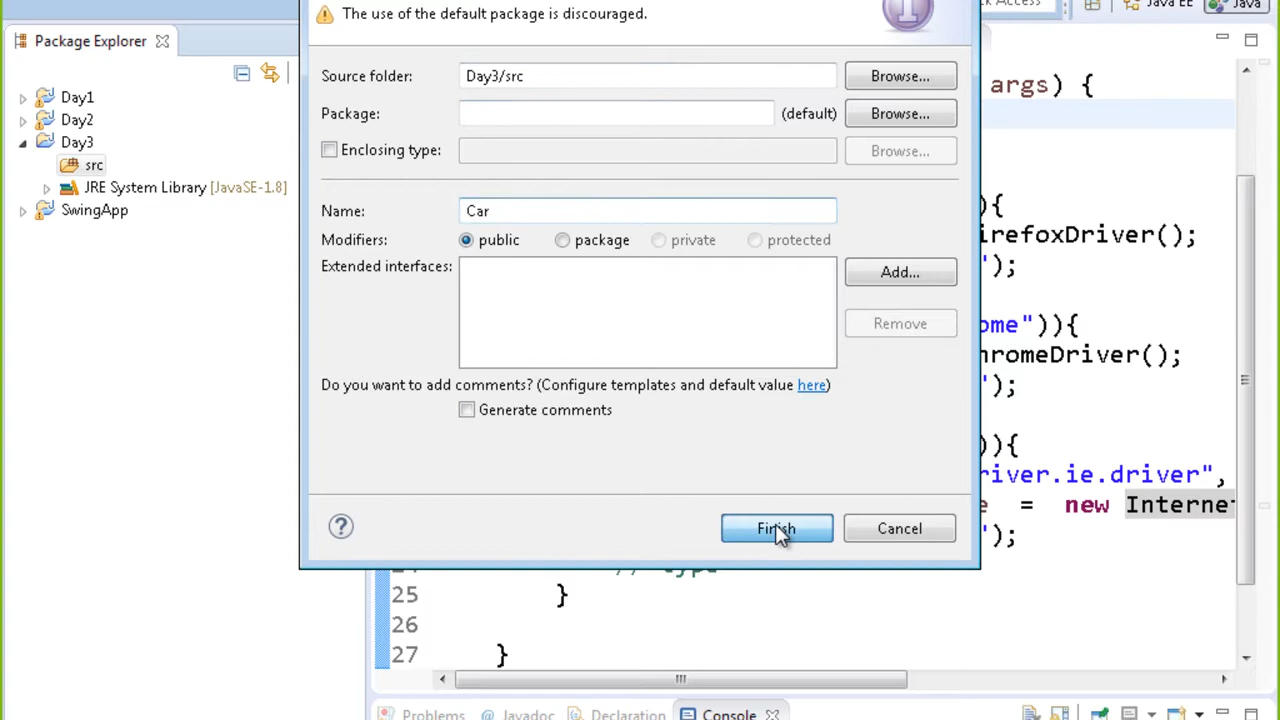 The use of the default package is discouraged.
Java EE
Java
Package Explorer
Source folder: Day3/src Browse...
args) {
Day1
Package: (default) Browse...
Day2
Day3
Enclosing type: Browse...
src
JRE System Library [JavaSE-1.8]
SwingApp
Name: Car
){
Modifiers: public package private protected
irefoxDriver();
Extended interfaces:
");
Add...
Remove
ome")){
hromeDriver();
Do you want to add comments? (Configure templates and default value here)
");
Generate comments
)){
river.ie.driver",
e = new Internet
? Finish Cancel
");
25 }
26
27 }
Problems @ Javadoc Declaration Console